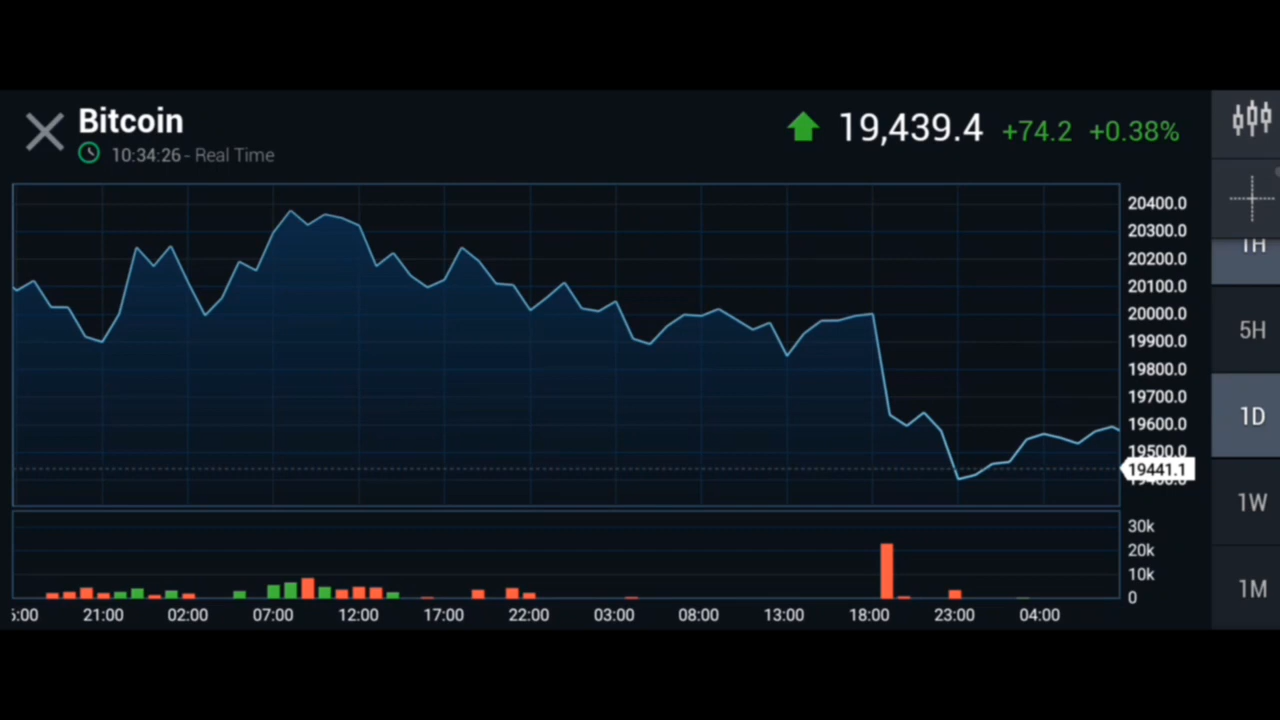 Bitcoin
10:34:26 - Real Time
19,439.4 +74.2 +0.38%
20400.0
20300.0
20200.0
20100.0
20000.0
19900.0
19800.0
19700.0
19600.0
19500.0
19441.1
30k
20k
10k
0
5:00 21:00 02:00 07:00 12:00 17:00 22:00 03:00 08:00 13:00 18:00 23:00 04:00
1H
5H
1D
1W
1M